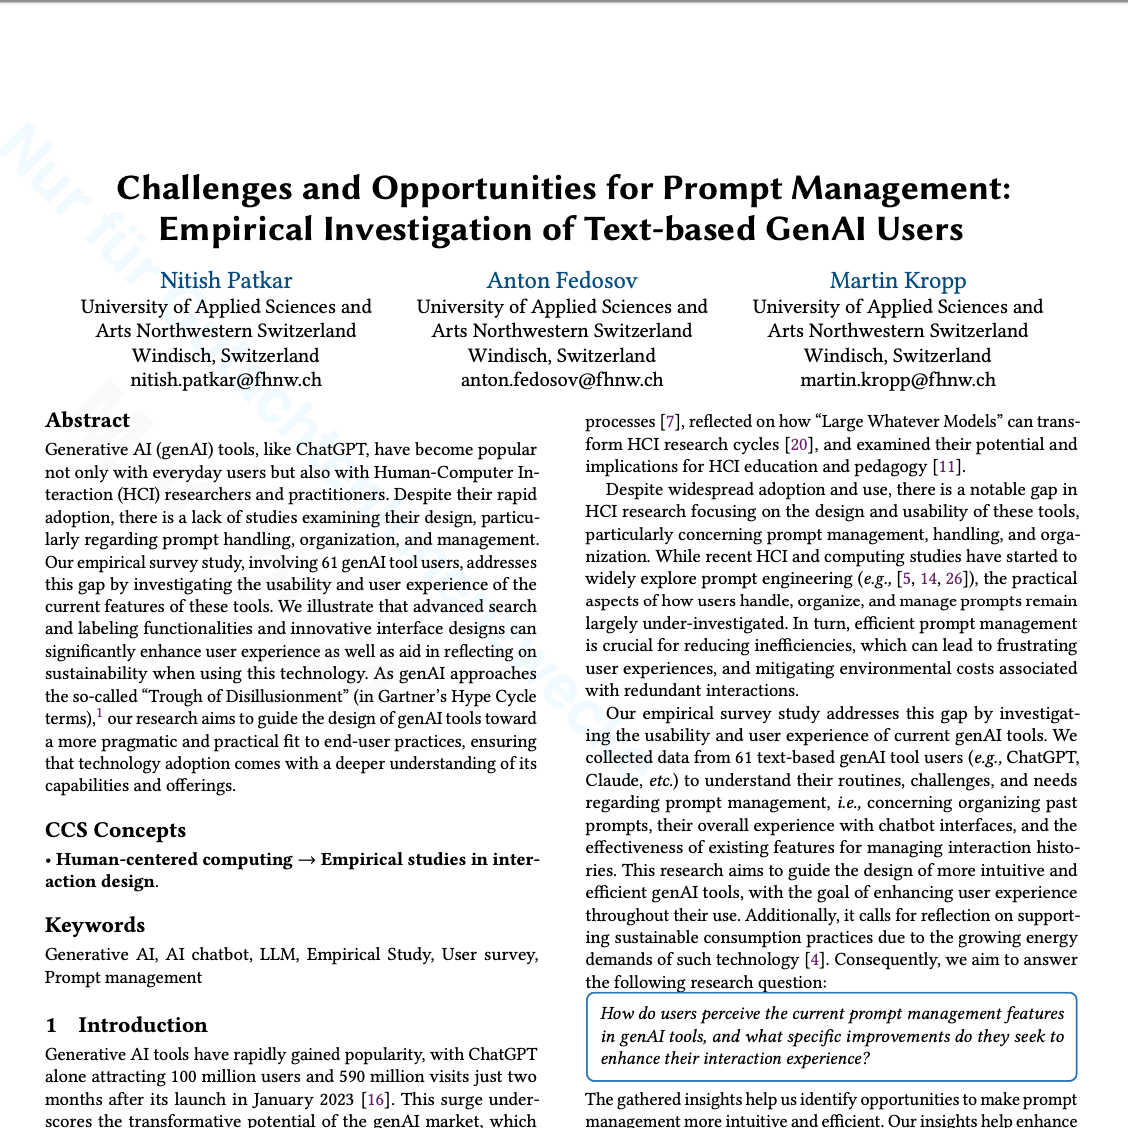 Challenges and Opportunities for Prompt Management:
Empirical Investigation of Text-based GenAI Users
Nitish Patkar
University of Applied Sciences and
Arts Northwestern Switzerland
Windisch, Switzerland
nitish.patkar@fhnw.ch
Anton Fedosov
University of Applied Sciences and
Arts Northwestern Switzerland
Windisch, Switzerland
anton.fedosov@fhnw.ch
Martin Kropp
University of Applied Sciences and
Arts Northwestern Switzerland
Windisch, Switzerland
martin.kropp@fhnw.ch
Abstract
Generative AI (genAI) tools, like ChatGPT, have become popular
not only with everyday users but also with Human-Computer In-
teraction (HCI) researchers and practitioners. Despite their rapid
adoption, there is a lack of studies examining their design, particu-
larly regarding prompt handling, organization, and management.
Our empirical survey study, involving 61 genAI tool users, addresses
this gap by investigating the usability and user experience of the
current features of these tools. We illustrate that advanced search
and labeling functionalities and innovative interface designs can
significantly enhance user experience as well as aid in reflecting on
sustainability when using this technology. As genAI approaches
the so-called “Trough of Disillusionment” (in Gartner’s Hype Cycle
terms),1 our research aims to guide the design of genAI tools toward
a more pragmatic and practical fit to end-user practices, ensuring
that technology adoption comes with a deeper understanding of its
capabilities and offerings.
CCS Concepts
• Human-centered computing → Empirical studies in inter-
action design.
Keywords
Generative AI, AI chatbot, LLM, Empirical Study, User survey,
Prompt management
1 Introduction
Generative AI tools have rapidly gained popularity, with ChatGPT
alone attracting 100 million users and 590 million visits just two
months after its launch in January 2023 [16]. This surge under-
scores the transformative potential of the genAI market, which
processes [7], reflected on how “Large Whatever Models” can trans-
form HCI research cycles [20], and examined their potential and
implications for HCI education and pedagogy [11].
Despite widespread adoption and use, there is a notable gap in
HCI research focusing on the design and usability of these tools,
particularly concerning prompt management, handling, and orga-
nization. While recent HCI and computing studies have started to
widely explore prompt engineering (e.g., [5, 14, 26]), the practical
aspects of how users handle, organize, and manage prompts remain
largely under-investigated. In turn, efficient prompt management
is crucial for reducing inefficiencies, which can lead to frustrating
user experiences, and mitigating environmental costs associated
with redundant interactions.
Our empirical survey study addresses this gap by investigat-
ing the usability and user experience of current genAI tools. We
collected data from 61 text-based genAI tool users (e.g., ChatGPT,
Claude, etc.) to understand their routines, challenges, and needs
regarding prompt management, i.e., concerning organizing past
prompts, their overall experience with chatbot interfaces, and the
effectiveness of existing features for managing interaction histo-
ries. This research aims to guide the design of more intuitive and
efficient genAI tools, with the goal of enhancing user experience
throughout their use. Additionally, it calls for reflection on support-
ing sustainable consumption practices due to the growing energy
demands of such technology [4]. Consequently, we aim to answer
the following research question:
How do users perceive the current prompt management features
in genAI tools, and what specific improvements do they seek to
enhance their interaction experience?
The gathered insights help us identify opportunities to make prompt
management more intuitive and efficient. Our insights help enhance
Nur für